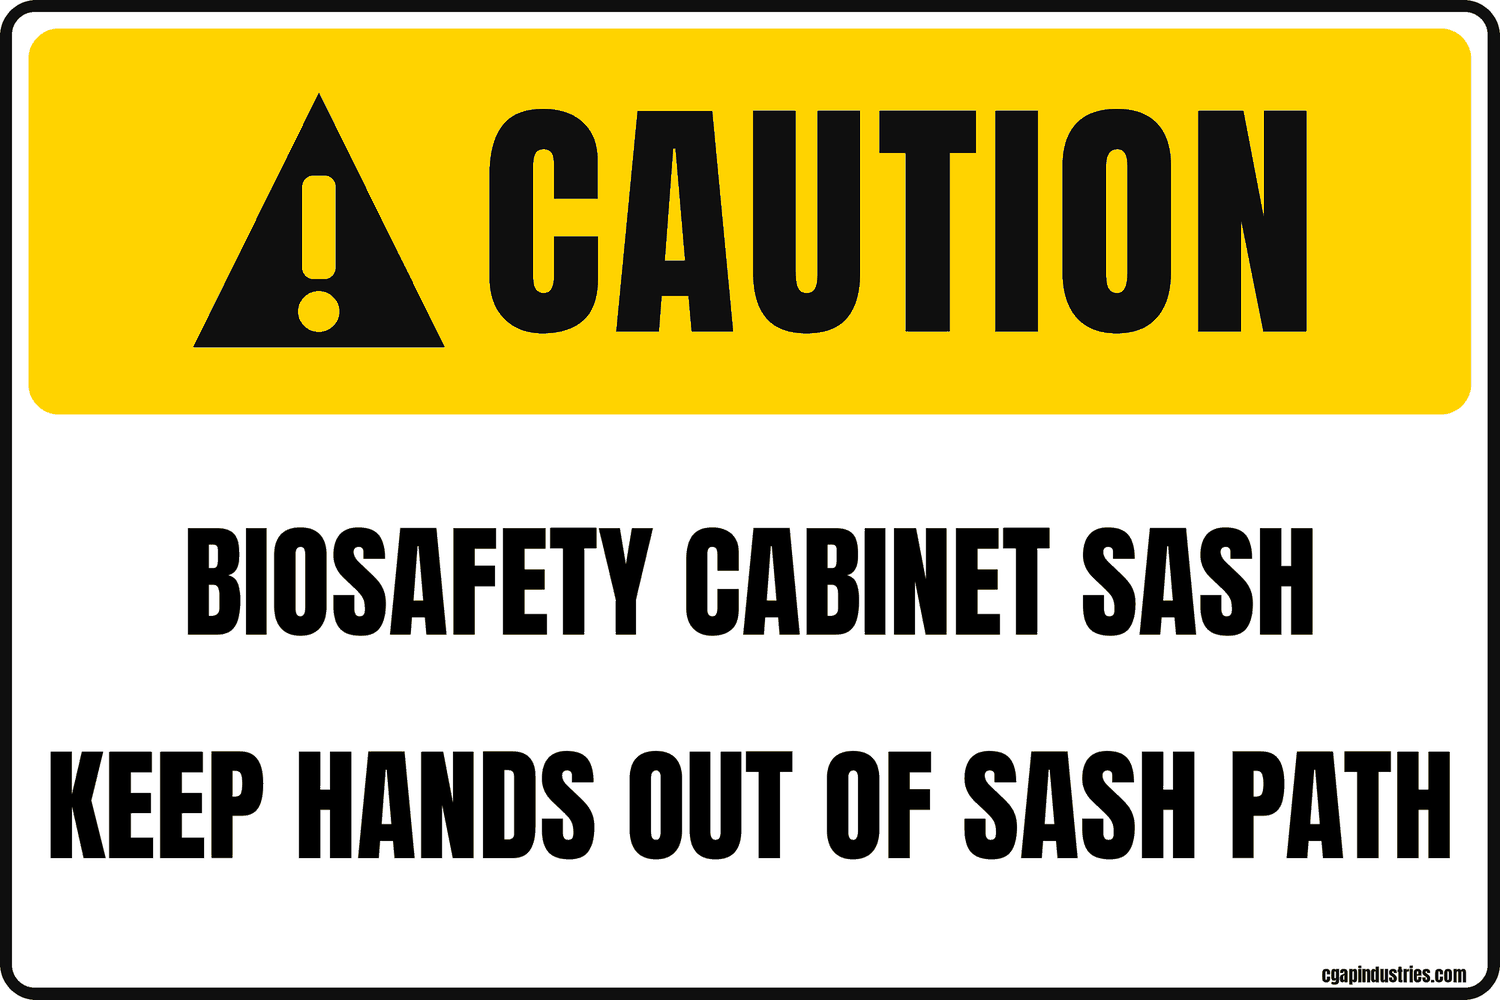 CAUTION
BIOSAFETY CABINET SASH
KEEP HANDS OUT OF SASH PATH
cgapindustries.com